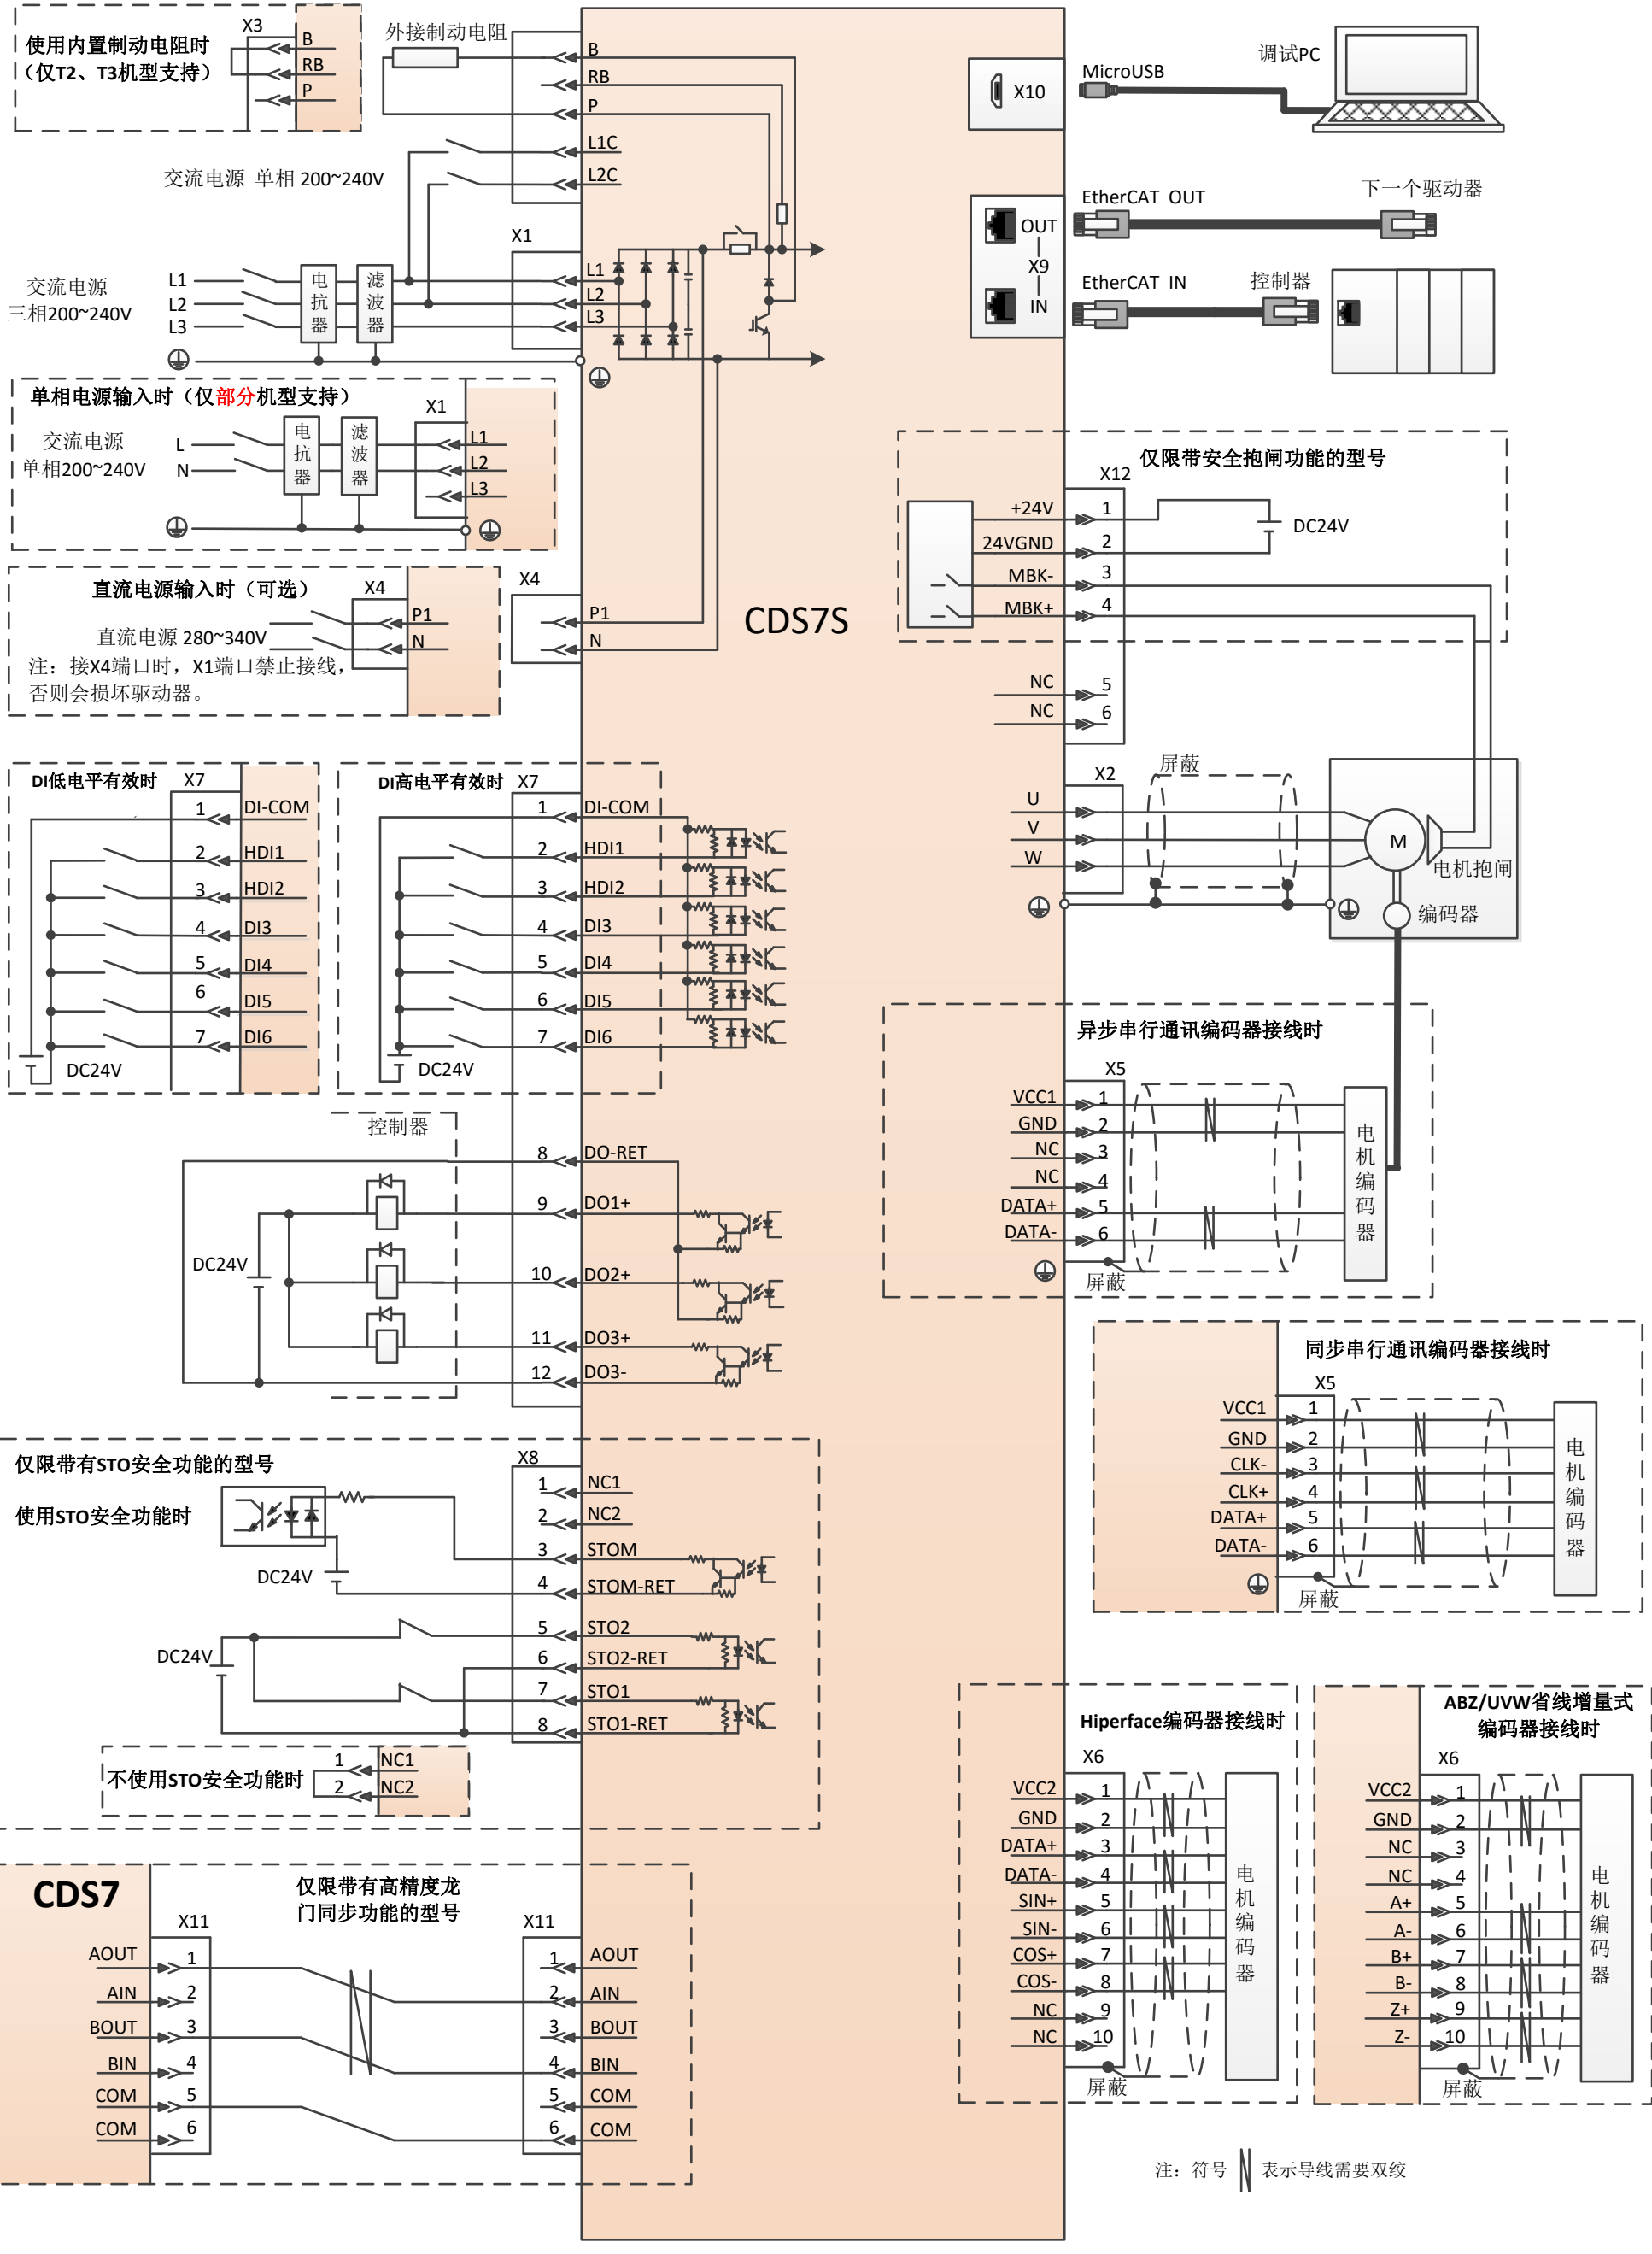 使用内置制动电阻时
（仅T2、T3机型支持）
X3
B
RB
P
外接制动电阻
B
RB
P
L1C
L2C
交流电源 单相 200~240V
X1
L1
L2
L3
交流电源
三相200~240V
L1
L2
L3
电抗器
滤波器
单相电源输入时（仅部分机型支持）
交流电源
单相200~240V
L
N
电抗器
滤波器
X1
L1
L2
L3
直流电源输入时（可选）
X4
P1
N
直流电源 280~340V
注：接X4端口时，X1端口禁止接线，
否则会损坏驱动器。
X4
P1
N
CDS7S
X10
MicroUSB
调试PC
OUT
X9
IN
EtherCAT OUT
下一个驱动器
EtherCAT IN
控制器
仅限带安全抱闸功能的型号
X12
+24V 1
24VGND 2
MBK- 3
MBK+ 4
DC24V
NC 5
NC 6
X2
屏蔽
U
V
W
M
电机抱闸
编码器
DI低电平有效时
X7
1 DI-COM
2 HDI1
3 HDI2
4 DI3
5 DI4
6 DI5
7 DI6
DC24V
DI高电平有效时
X7
1 DI-COM
2 HDI1
3 HDI2
4 DI3
5 DI4
6 DI5
7 DI6
DC24V
控制器
8 DO-RET
9 DO1+
10 DO2+
11 DO3+
12 DO3-
DC24V
异步串行通讯编码器接线时
X5
VCC1 1
GND 2
NC 3
NC 4
DATA+ 5
DATA- 6
屏蔽
电机编码器
同步串行通讯编码器接线时
X5
VCC1 1
GND 2
CLK- 3
CLK+ 4
DATA+ 5
DATA- 6
屏蔽
电机编码器
仅限带有STO安全功能的型号
使用STO安全功能时
X8
1 NC1
2 NC2
3 STOM
4 STOM-RET
5 STO2
6 STO2-RET
7 STO1
8 STO1-RET
DC24V
DC24V
不使用STO安全功能时
1 NC1
2 NC2
Hiperface编码器接线时
X6
VCC2 1
GND 2
DATA+ 3
DATA- 4
SIN+ 5
SIN- 6
COS+ 7
COS- 8
NC 9
NC 10
屏蔽
电机编码器
ABZ/UVW省线增量式
编码器接线时
X6
VCC2 1
GND 2
NC 3
NC 4
A+ 5
A- 6
B+ 7
B- 8
Z+ 9
Z- 10
屏蔽
电机编码器
CDS7
仅限带有高精度龙
门同步功能的型号
X11
AOUT 1
AIN 2
BOUT 3
BIN 4
COM 5
COM 6
X11
1 AOUT
2 AIN
3 BOUT
4 BIN
5 COM
6 COM
注：符号 表示导线需要双绞